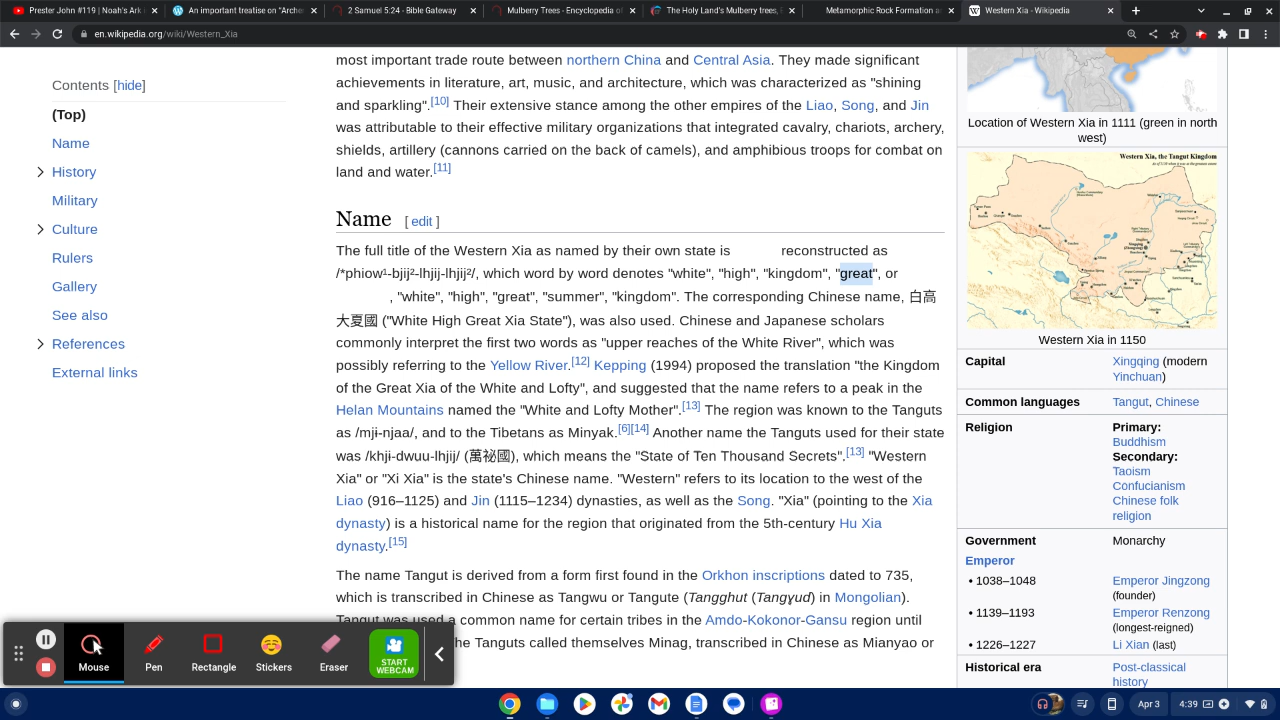 Prester John #119 | Noah's Ark
An important treatise on "Archer
2 Samuel 5:24 - Bible Gateway
Mulberry Trees - Encyclopedia of
The Holy Land's Mulberry trees, E
Metamorphic Rock Formation a
Western Xia - Wikipedia
en.wikipedia.org/wiki/Western_Xia
Contents [hide]
(Top)
Name
History
Military
Culture
Rulers
Gallery
See also
References
External links
most important trade route between northern China and Central Asia. They made significant
achievements in literature, art, music, and architecture, which was characterized as "shining
and sparkling".[10] Their extensive stance among the other empires of the Liao, Song, and Jin
was attributable to their effective military organizations that integrated cavalry, chariots, archery,
shields, artillery (cannons carried on the back of camels), and amphibious troops for combat on
land and water.[11]
Name [ edit ]
The full title of the Western Xia as named by their own state is reconstructed as
/*phiow¹-bjij²-lhjij-lhjij²/, which word by word denotes "white", "high", "kingdom", "great", or
, "white", "high", "great", "summer", "kingdom". The corresponding Chinese name, 白高
大夏國 ("White High Great Xia State"), was also used. Chinese and Japanese scholars
commonly interpret the first two words as "upper reaches of the White River", which was
possibly referring to the Yellow River.[12] Kepping (1994) proposed the translation "the Kingdom
of the Great Xia of the White and Lofty", and suggested that the name refers to a peak in the
Helan Mountains named the "White and Lofty Mother".[13] The region was known to the Tanguts
as /mji-njaa/, and to the Tibetans as Minyak.[6][14] Another name the Tanguts used for their state
was /khjɨ-dwuu-lhjij/ (萬祕國), which means the "State of Ten Thousand Secrets".[13] "Western
Xia" or "Xi Xia" is the state's Chinese name. "Western" refers to its location to the west of the
Liao (916–1125) and Jin (1115–1234) dynasties, as well as the Song. "Xia" (pointing to the Xia
dynasty) is a historical name for the region that originated from the 5th-century Hu Xia
dynasty.[15]
The name Tangut is derived from a form first found in the Orkhon inscriptions dated to 735,
which is transcribed in Chinese as Tangwu or Tangute (Tangghut (Tangɣud) in Mongolian).
Tangut was used a common name for certain tribes in the Amdo-Kokonor-Gansu region until
he Tanguts called themselves Minag, transcribed in Chinese as Mianyao or
Location of Western Xia in 1111 (green in north
west)
Western Xia, the Tangut Kingdom
Western Xia in 1150
Capital Xingqing (modern
Yinchuan)
Common languages Tangut, Chinese
Religion Primary:
Buddhism
Secondary:
Taoism
Confucianism
Chinese folk
religion
Government Monarchy
Emperor
• 1038–1048 Emperor Jingzong
(founder)
• 1139–1193 Emperor Renzong
(longest-reigned)
• 1226–1227 Li Xian (last)
Historical era Post-classical
history
Mouse
Pen
Rectangle
Stickers
Eraser
START
WEBCAM
Apr 3
4:39